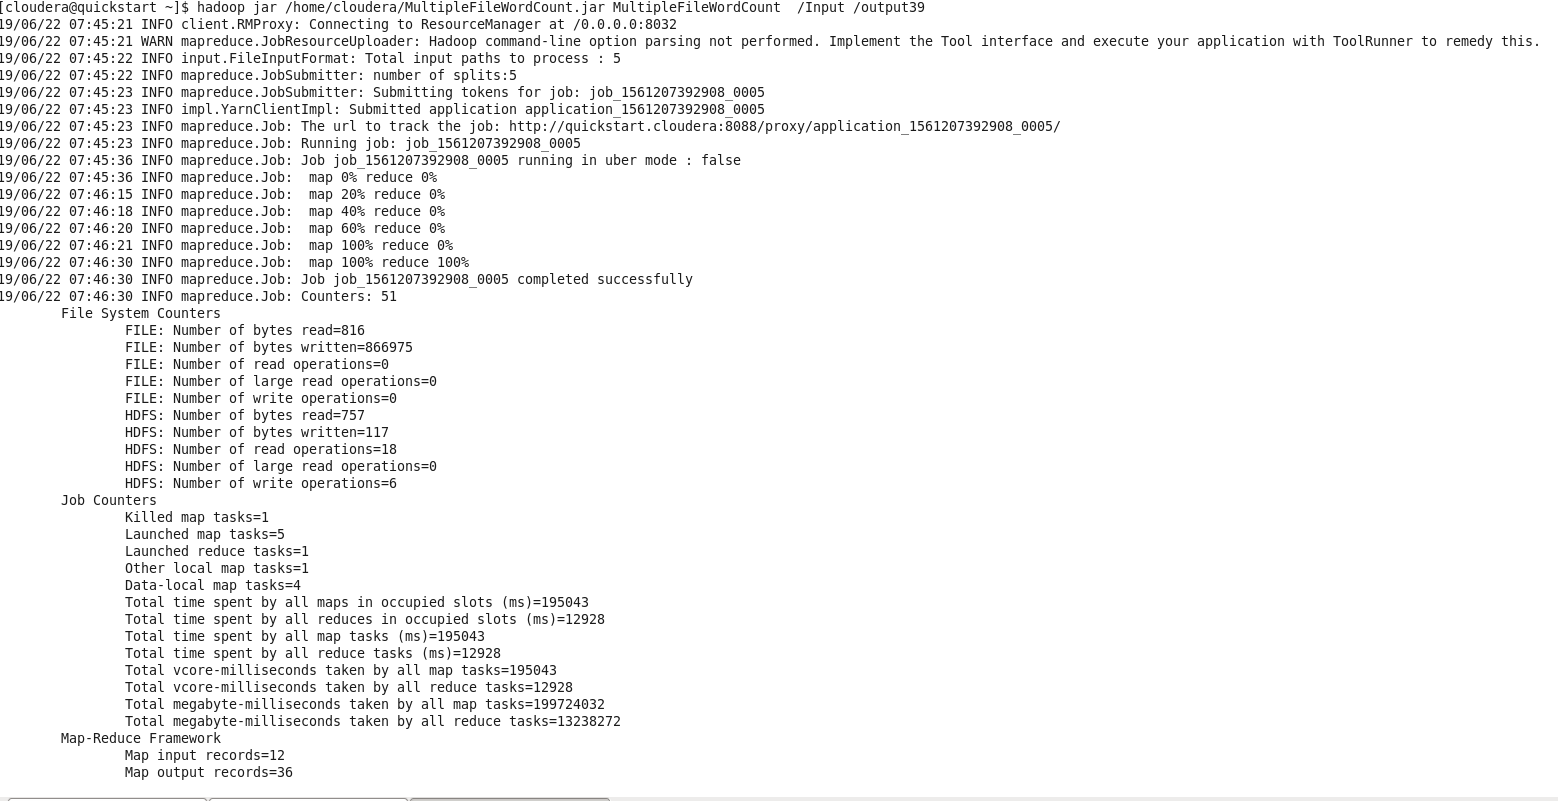 [cloudera@quickstart ~]$ hadoop jar /home/cloudera/MultipleFileWordCount.jar MultipleFileWordCount  /Input /output39
19/06/22 07:45:21 INFO client.RMProxy: Connecting to ResourceManager at /0.0.0.0:8032
19/06/22 07:45:21 WARN mapreduce.JobResourceUploader: Hadoop command-line option parsing not performed. Implement the Tool interface and execute your application with ToolRunner to remedy this.
19/06/22 07:45:22 INFO input.FileInputFormat: Total input paths to process : 5
19/06/22 07:45:22 INFO mapreduce.JobSubmitter: number of splits:5
19/06/22 07:45:23 INFO mapreduce.JobSubmitter: Submitting tokens for job: job_1561207392908_0005
19/06/22 07:45:23 INFO impl.YarnClientImpl: Submitted application application_1561207392908_0005
19/06/22 07:45:23 INFO mapreduce.Job: The url to track the job: http://quickstart.cloudera:8088/proxy/application_1561207392908_0005/
19/06/22 07:45:23 INFO mapreduce.Job: Running job: job_1561207392908_0005
19/06/22 07:45:36 INFO mapreduce.Job: Job job_1561207392908_0005 running in uber mode : false
19/06/22 07:45:36 INFO mapreduce.Job:  map 0% reduce 0%
19/06/22 07:46:15 INFO mapreduce.Job:  map 20% reduce 0%
19/06/22 07:46:18 INFO mapreduce.Job:  map 40% reduce 0%
19/06/22 07:46:20 INFO mapreduce.Job:  map 60% reduce 0%
19/06/22 07:46:21 INFO mapreduce.Job:  map 100% reduce 0%
19/06/22 07:46:30 INFO mapreduce.Job:  map 100% reduce 100%
19/06/22 07:46:30 INFO mapreduce.Job: Job job_1561207392908_0005 completed successfully
19/06/22 07:46:30 INFO mapreduce.Job: Counters: 51
File System Counters
FILE: Number of bytes read=816
FILE: Number of bytes written=866975
FILE: Number of read operations=0
FILE: Number of large read operations=0
FILE: Number of write operations=0
HDFS: Number of bytes read=757
HDFS: Number of bytes written=117
HDFS: Number of read operations=18
HDFS: Number of large read operations=0
HDFS: Number of write operations=6
Job Counters
Killed map tasks=1
Launched map tasks=5
Launched reduce tasks=1
Other local map tasks=1
Data-local map tasks=4
Total time spent by all maps in occupied slots (ms)=195043
Total time spent by all reduces in occupied slots (ms)=12928
Total time spent by all map tasks (ms)=195043
Total time spent by all reduce tasks (ms)=12928
Total vcore-milliseconds taken by all map tasks=195043
Total vcore-milliseconds taken by all reduce tasks=12928
Total megabyte-milliseconds taken by all map tasks=199724032
Total megabyte-milliseconds taken by all reduce tasks=13238272
Map-Reduce Framework
Map input records=12
Map output records=36